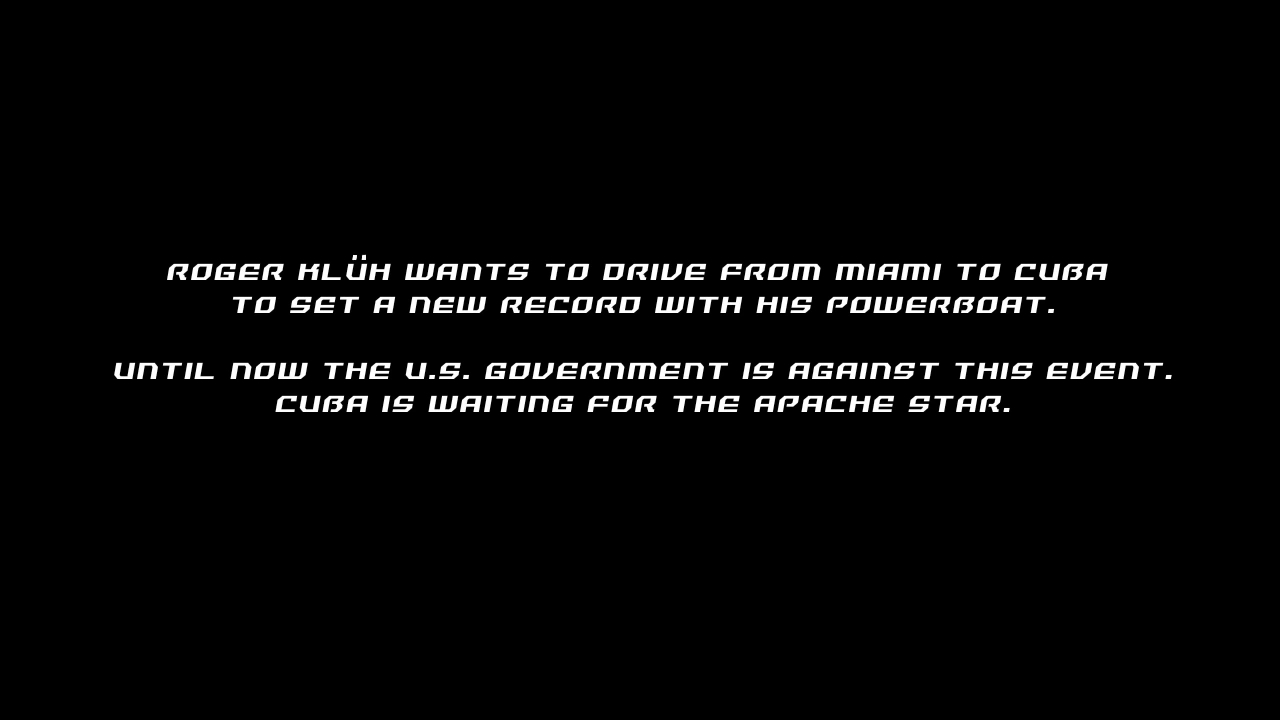 ROGER KLÜH WANTS TO DRIVE FROM MIAMI TO CUBA
TO SET A NEW RECORD WITH HIS POWERBOAT.
UNTIL NOW THE U.S. GOVERNMENT IS AGAINST THIS EVENT.
CUBA IS WAITING FOR THE APACHE STAR.